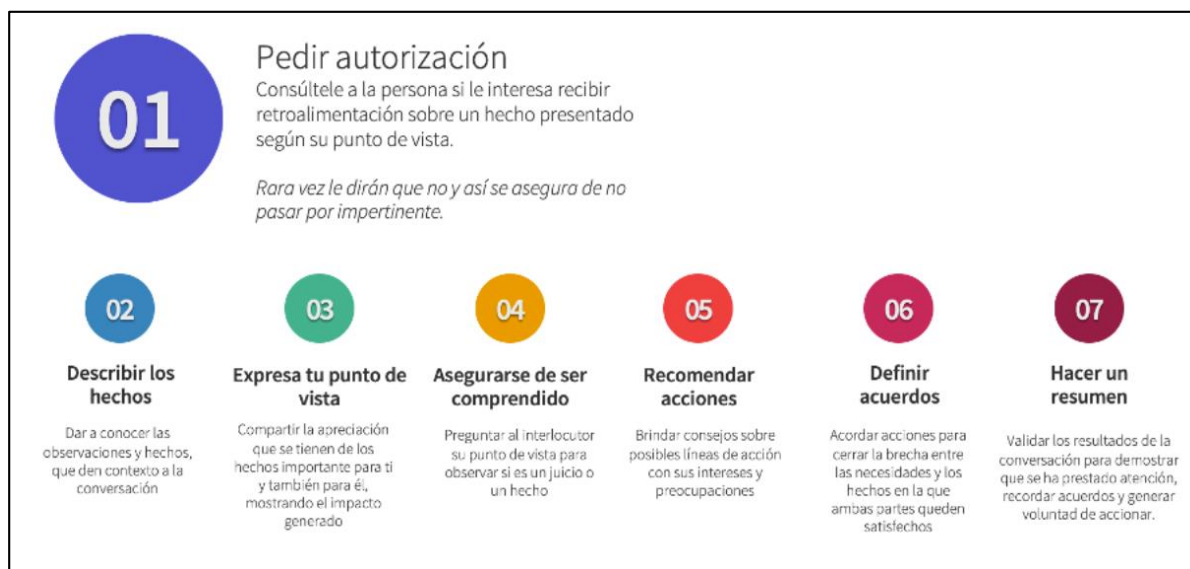 01
Pedir autorización
Consúltele a la persona si le interesa recibir
retroalimentación sobre un hecho presentado
según su punto de vista.
Rara vez le dirán que no y así se asegura de no
pasar por impertinente.
02
Describir los
hechos
Dar a conocer las
observaciones y hechos,
que den contexto a la
conversación
03
Expresa tu punto de
vista
Compartir la apreciación
que se tienen de los
hechos importante para ti
y también para él,
mostrando el impacto
generado
04
Asegurarse de ser
comprendido
Preguntar al interlocutor
su punto de vista para
observar si es un juicio o
un hecho
05
Recomendar
acciones
Brindar consejos sobre
posibles líneas de acción
con sus intereses y
preocupaciones
06
Definir
acuerdos
Acordar acciones para
cerrar la brecha entre
las necesidades y los
hechos en la que
ambas partes queden
satisfechos
07
Hacer un
resumen
Validar los resultados de la
conversación para demostrar
que se ha prestado atención,
recordar acuerdos y generar
voluntad de accionar.